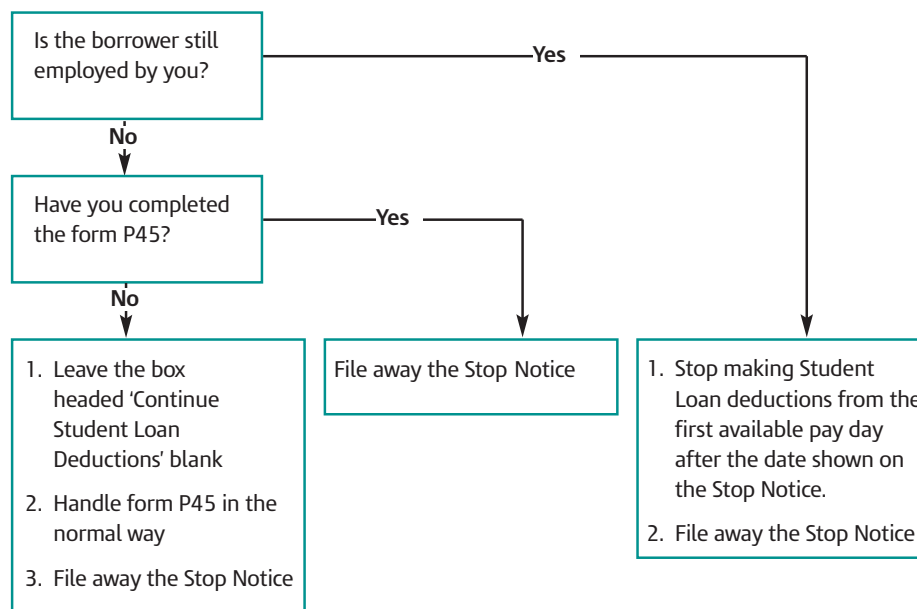 Is the borrower still
employed by you?
Yes
No
Have you completed
the form P45?
Yes
No
1. Leave the box
headed ‘Continue
Student Loan
Deductions’ blank
2. Handle form P45 in the
normal way
3. File away the Stop Notice
File away the Stop Notice
1. Stop making Student
Loan deductions from the
first available pay day
after the date shown on
the Stop Notice.
2. File away the Stop Notice